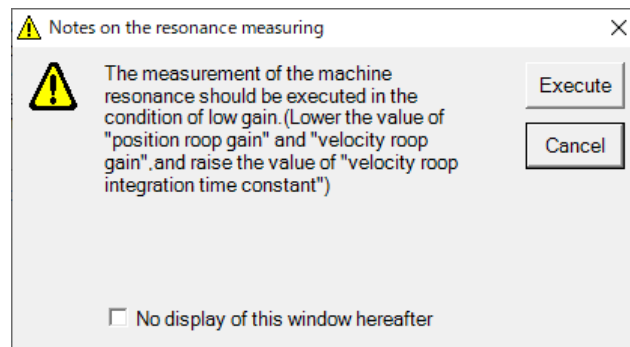 Notes on the resonance measuring
The measurement of the machine
resonance should be executed in the
condition of low gain.(Lower the value of
"position roop gain" and "velocity roop
gain",and raise the value of "velocity roop
integration time constant")
Execute
Cancel
No display of this window hereafter